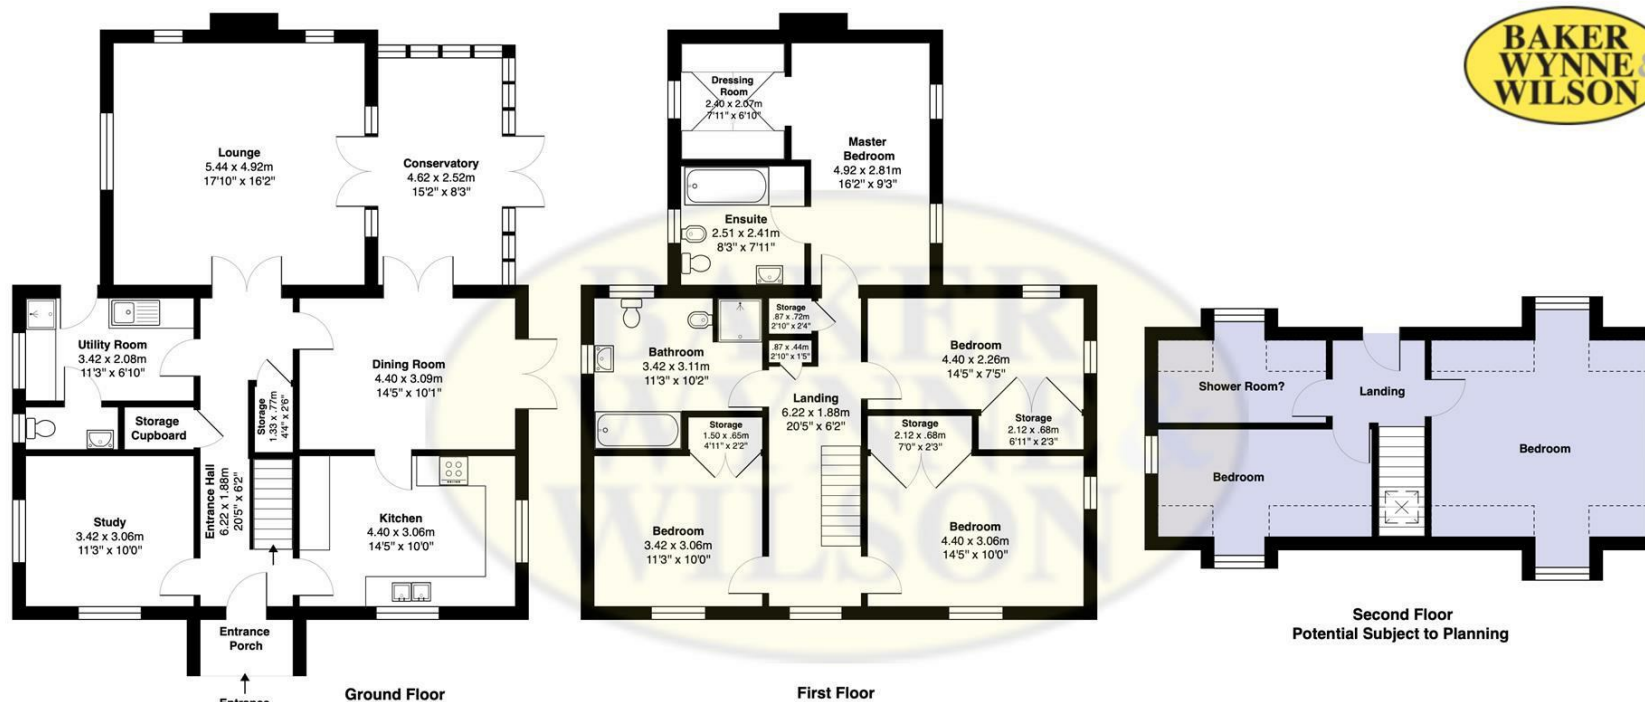 BAKER
WYNNE &
WILSON
Lounge
5.44 x 4.92m
17'10" x 16'2"
Conservatory
4.62 x 2.52m
15'2" x 8'3"
Utility Room
3.42 x 2.08m
11'3" x 6'10"
Storage
Cupboard
Storage
1.33 x .77m
4'4" x 2'6"
Dining Room
4.40 x 3.09m
14'5" x 10'1"
Entrance Hall
6.22 x 1.88m
20'5" x 6'2"
Study
3.42 x 3.06m
11'3" x 10'0"
Kitchen
4.40 x 3.06m
14'5" x 10'0"
Entrance
Porch
Entrance
Ground Floor
Dressing
Room
2.40 x 2.07m
7'11" x 6'10"
Master
Bedroom
4.92 x 2.81m
16'2" x 9'3"
Ensuite
2.51 x 2.41m
8'3" x 7'11"
Storage
.87 x .72m
2'10" x 2'4"
.87 x .44m
2'10" x 1'5"
Bathroom
3.42 x 3.11m
11'3" x 10'2"
Bedroom
4.40 x 2.26m
14'5" x 7'5"
Landing
6.22 x 1.88m
20'5" x 6'2"
Storage
1.50 x .65m
4'11" x 2'2"
Storage
2.12 x .68m
7'0" x 2'3"
Storage
2.12 x .68m
6'11" x 2'3"
Bedroom
3.42 x 3.06m
11'3" x 10'0"
Bedroom
4.40 x 3.06m
14'5" x 10'0"
First Floor
BAKER
WYNNE &
WILSON
Shower Room?
Landing
Bedroom
Bedroom
Second Floor
Potential Subject to Planning